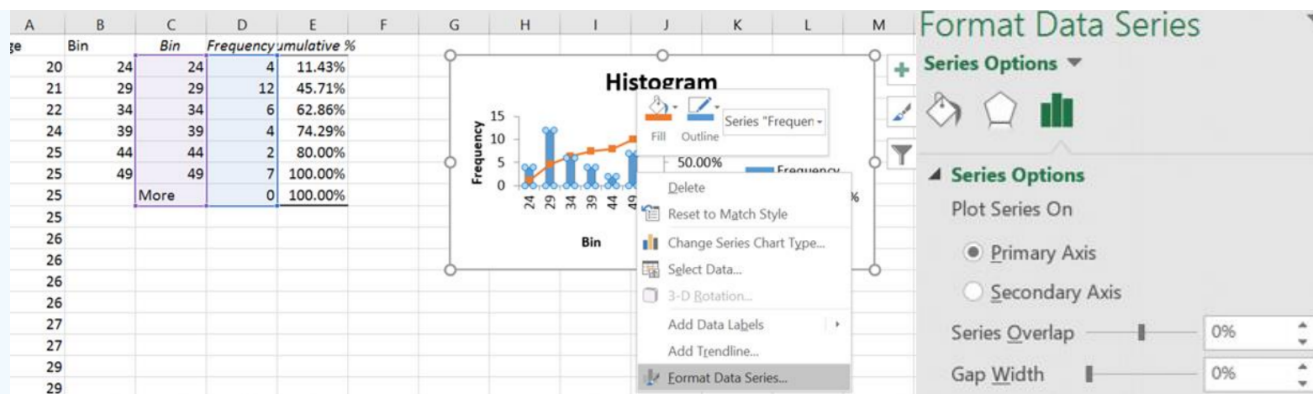 A B C D E F G H I J K L M
ge Bin Bin Frequency umulative %
20 24 24 4 11.43%
21 29 29 12 45.71%
22 34 34 6 62.86%
24 39 39 4 74.29%
25 44 44 2 80.00%
25 49 49 7 100.00%
25 More 0 100.00%
25
26
26
26
26
27
27
29
29
Histogram
Frequency
15
10
5
0
24 29 34 39 44 49
Bin
50.00%
Frequency
%
Fill Outline Series "Frequen
Delete
Reset to Match Style
Change Series Chart Type...
Select Data...
3-D Rotation...
Add Data Labels
Add Trendline...
Format Data Series...
Format Data Series
Series Options
Series Options
Plot Series On
Primary Axis
Secondary Axis
Series Overlap 0%
Gap Width 0%